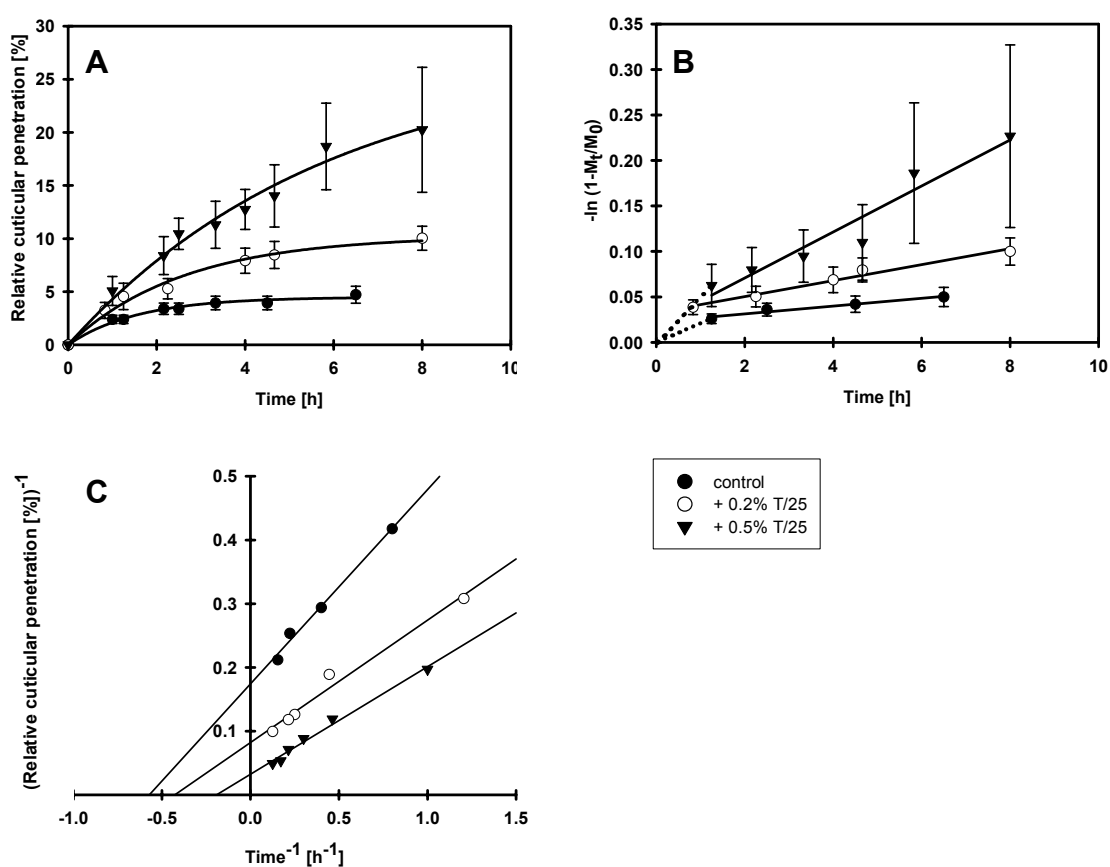 A
Relative cuticular penetration [%]
30
25
20
15
10
5
0
0 2 4 6 8 10
Time [h]
B
-ln (1-Mt/M0)
0.35
0.30
0.25
0.20
0.15
0.10
0.05
0.00
0 2 4 6 8 10
Time [h]
C
(Relative cuticular penetration [%])-1
0.5
0.4
0.3
0.2
0.1
-1.0 -0.5 0.0 0.5 1.0 1.5
Time-1 [h-1]
control
+ 0.2% T/25
+ 0.5% T/25